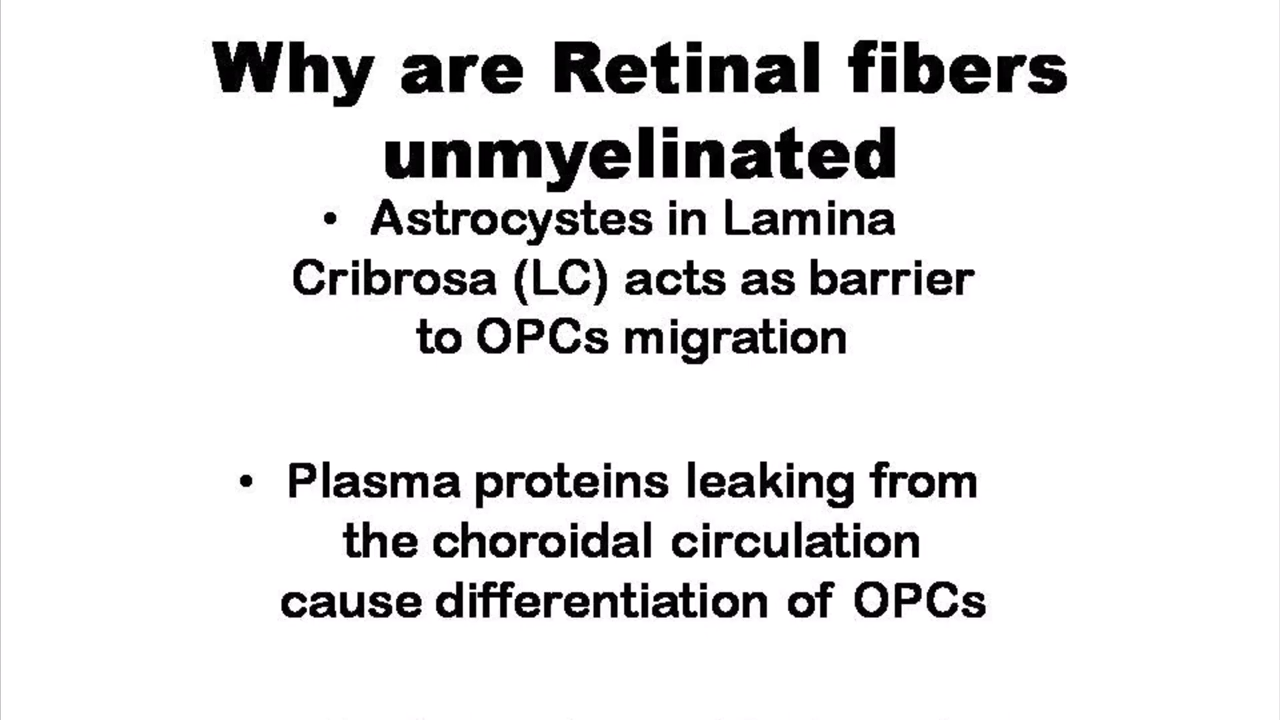 Why are Retinal fibers
unmyelinated
• Astrocystes in Lamina
Cribrosa (LC) acts as barrier
to OPCs migration
• Plasma proteins leaking from
the choroidal circulation
cause differentiation of OPCs